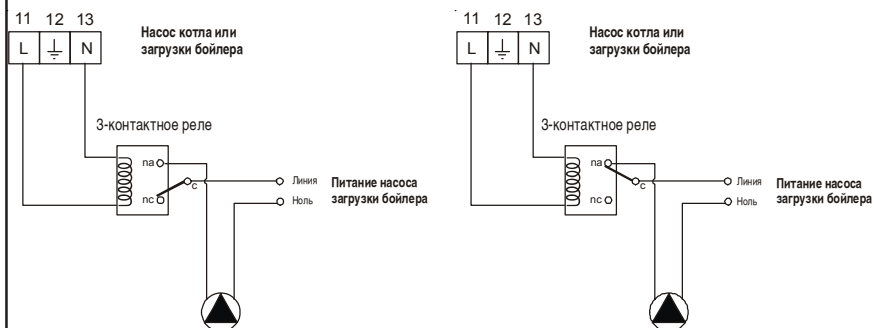 11 12 13
L N
Насос котла или
загрузки бойлера
3-контактное реле
na
c
nc
Линия
Ноль
Питание насоса
загрузки бойлера
11 12 13
L N
Насос котла или
загрузки бойлера
3-контактное реле
na
c
nc
Линия
Ноль
Питание насоса
загрузки бойлера